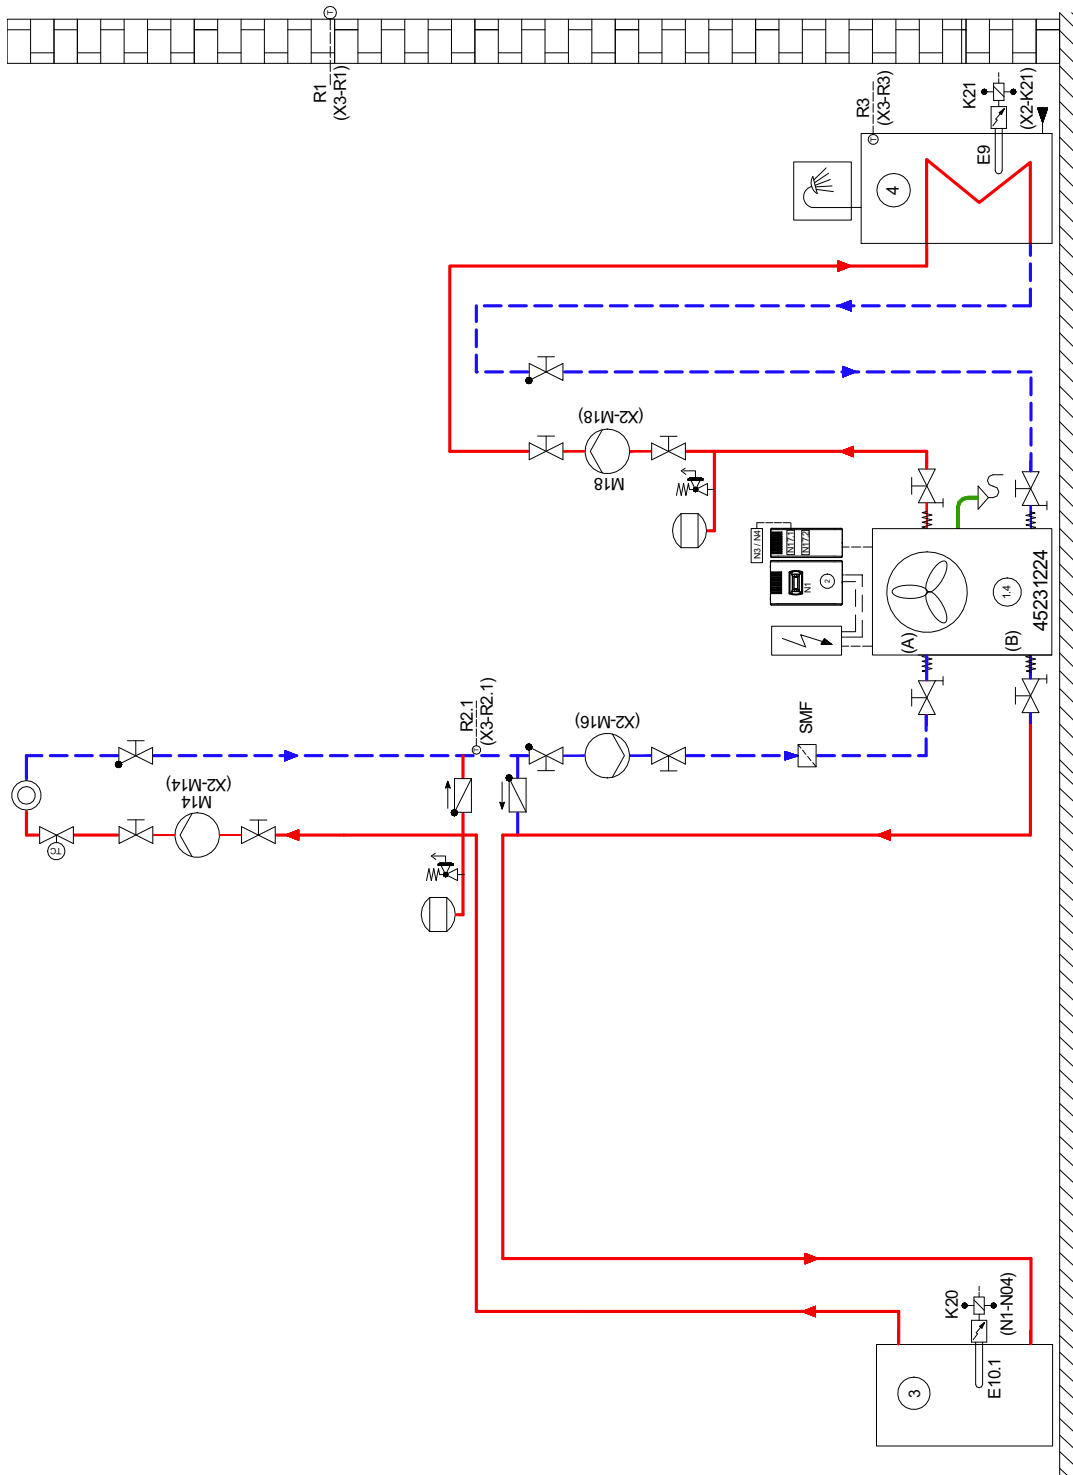 R1
(X3-R1)
R3
(X3-R3)
K21
(X2-K21)
E9
4
T
T
M18
(X2-M18)
N3 / N4
N17.1
N17.2
N1
2
1.4
45231224
(A)
(B)
R2.1
(X3-R2.1)
T
(X2-M16)
SMF
M14
(X2-M14)
K20
(N1-N04)
E10.1
3